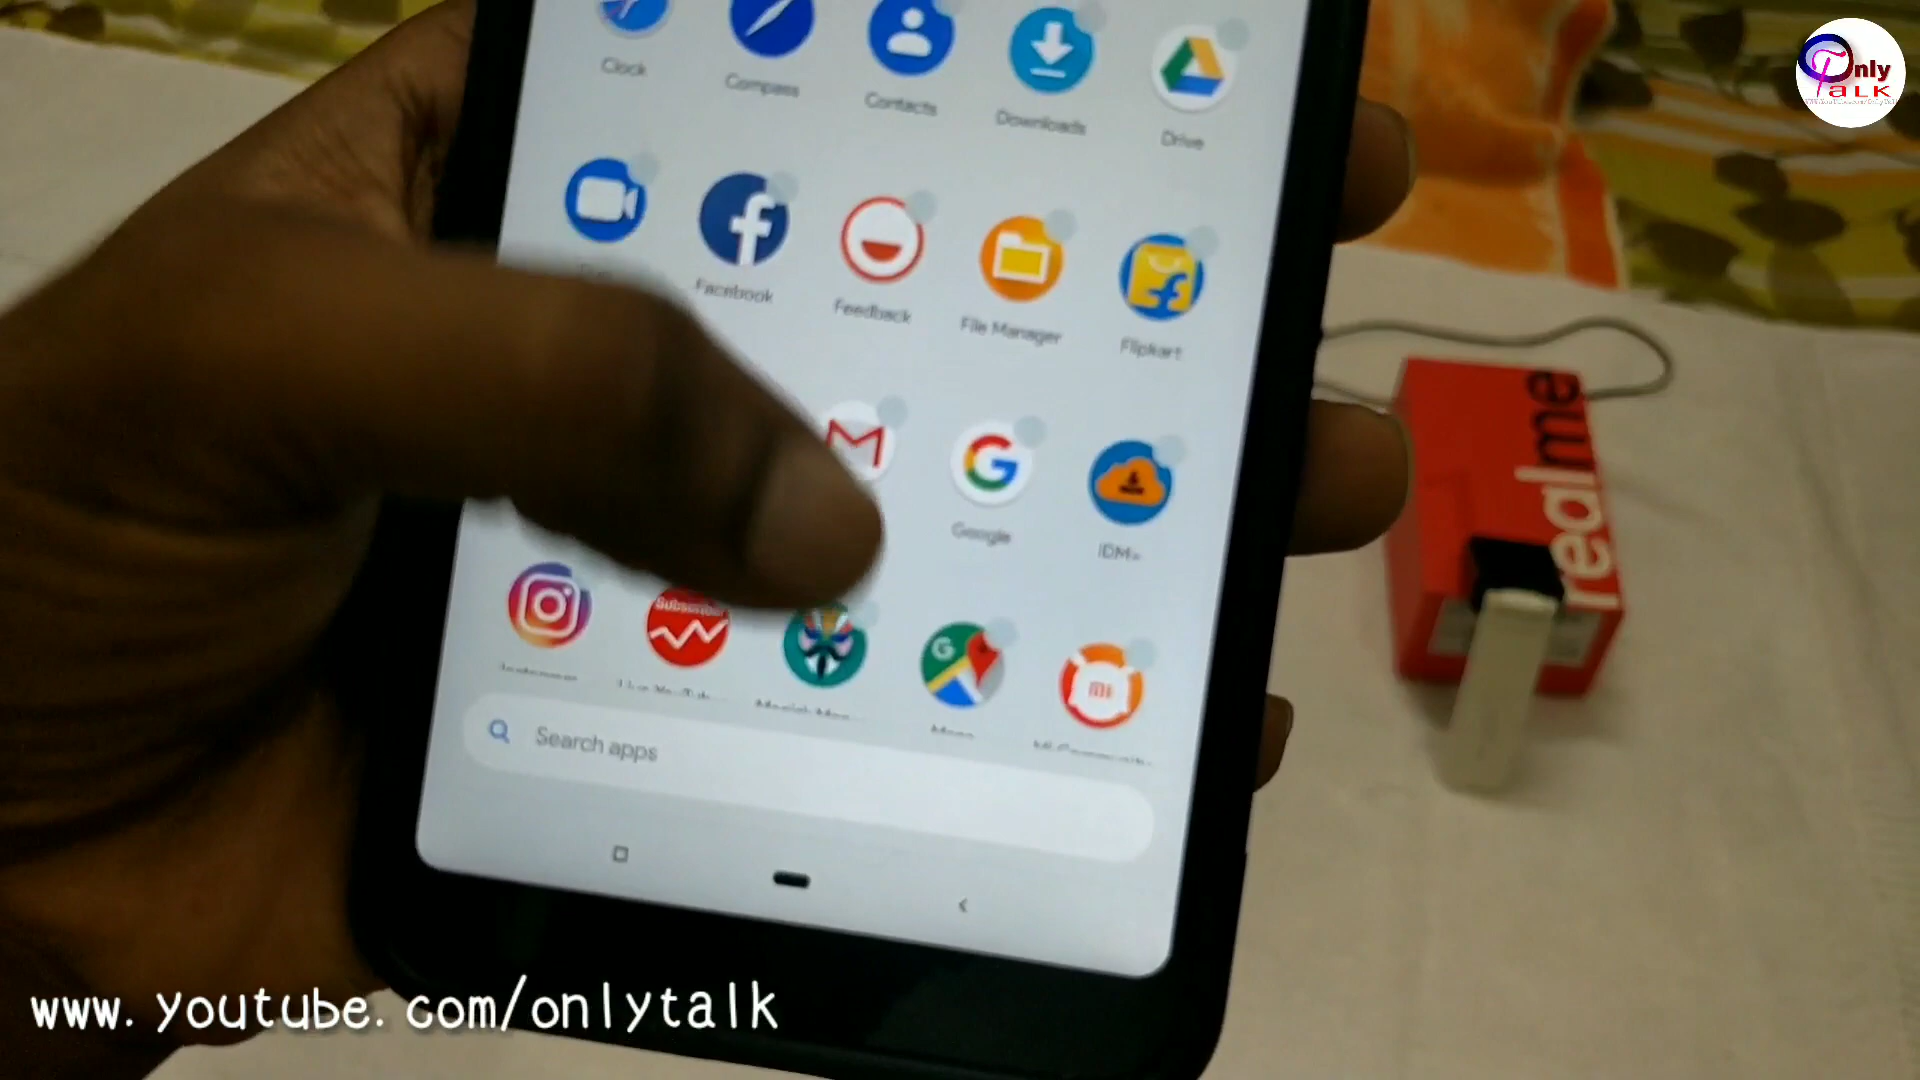 Only
Talk
Clock
Compass
Contacts
Downloads
Drive
Facebook
Feedback
File Manager
Flipkart
Google
IDM+
Subscriber
Search apps
realme
www.youtube.com/onlytalk